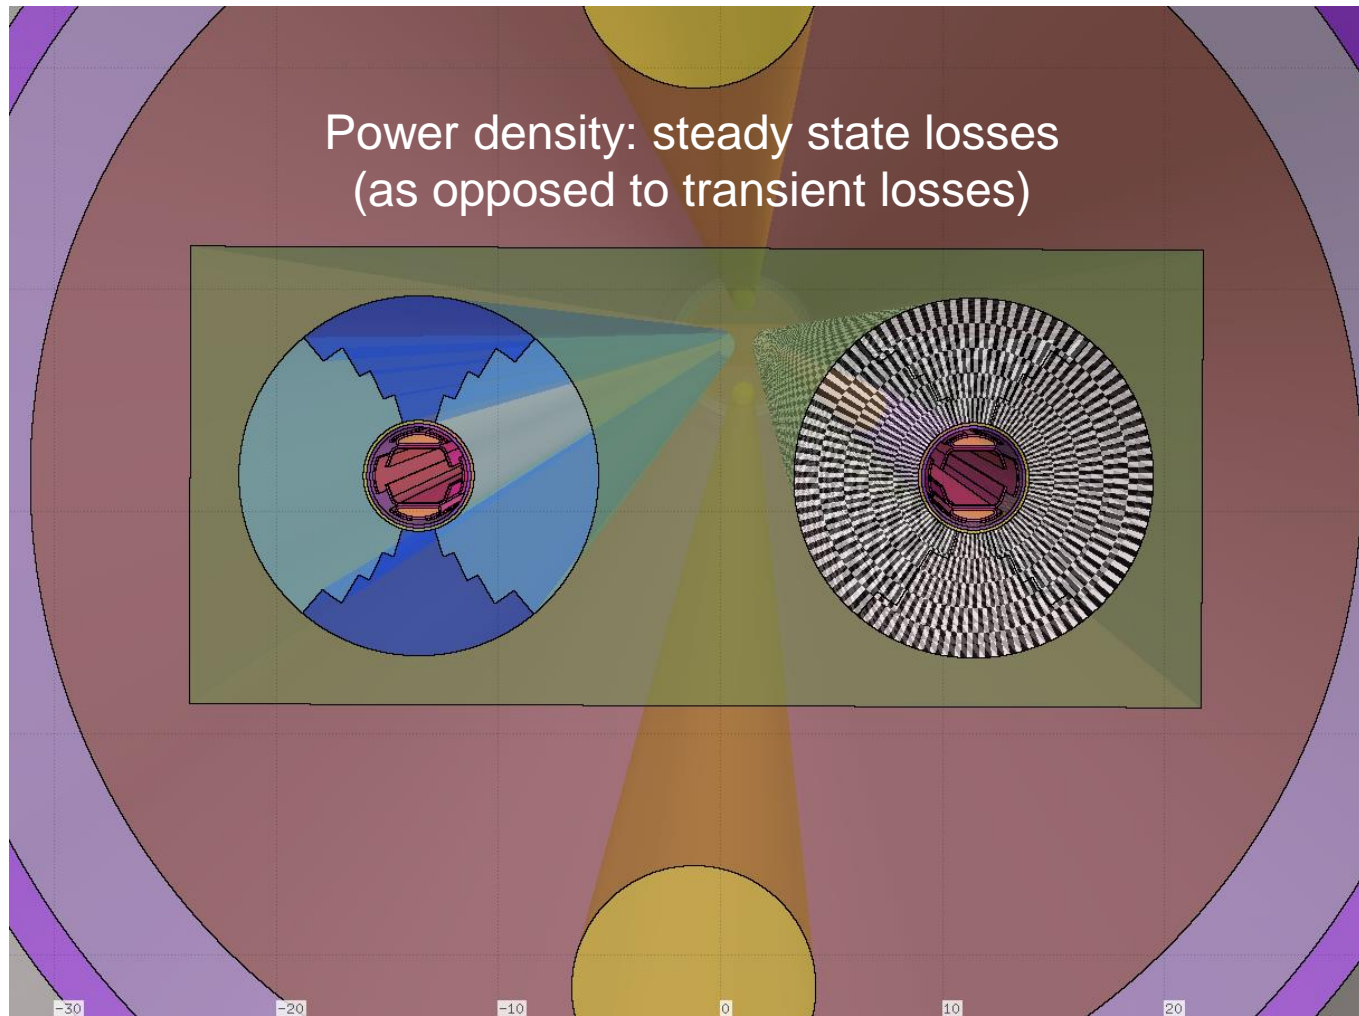 Power density: steady state losses
(as opposed to transient losses)
-30 -20 -10 0 10 20